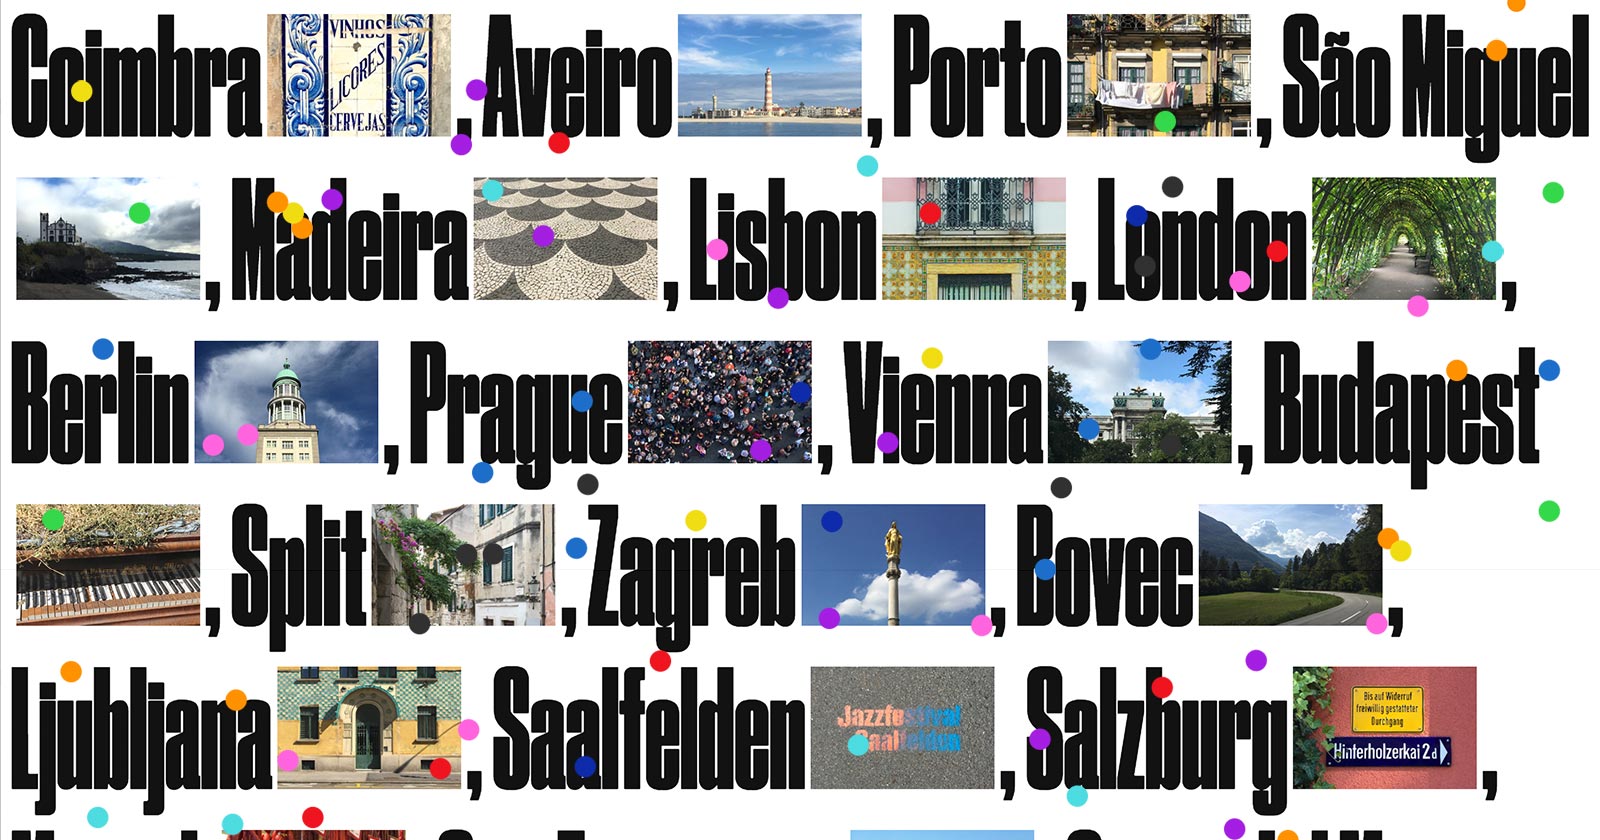 Coimbra VINHOS LICORES CERVEJAS, Aveiro, Porto, São Miguel
, Madeira, Lisbon, London,
Berlin, Prague, Vienna, Budapest
, Split, Zagreb, Bovec,
Ljubljana, Saalfelden Jazzfestival Saalfelden, Salzburg,
Bis auf Widerruf
freiwillig gestatteter
Durchgang
Hinterholzerkai 2d